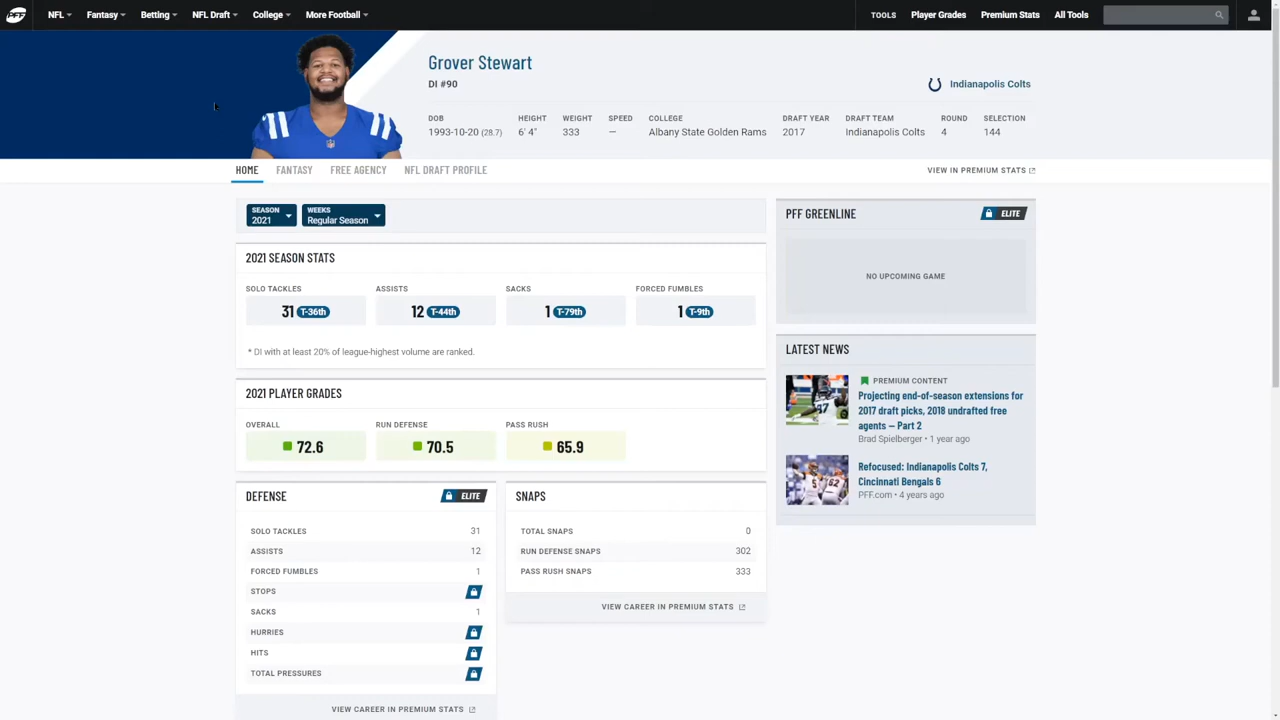 PFF NFL Fantasy Betting NFL Draft College More Football TOOLS Player Grades Premium Stats All Tools
Grover Stewart
DI #90
Indianapolis Colts
DOB HEIGHT WEIGHT SPEED COLLEGE DRAFT YEAR DRAFT TEAM ROUND SELECTION
1993-10-20 (28.7) 6' 4" 333 — Albany State Golden Rams 2017 Indianapolis Colts 4 144
HOME FANTASY FREE AGENCY NFL DRAFT PROFILE VIEW IN PREMIUM STATS
SEASON
2021
WEEKS
Regular Season
2021 SEASON STATS
SOLO TACKLES ASSISTS SACKS FORCED FUMBLES
31 T-36th 12 T-44th 1 T-79th 1 T-9th
* DI with at least 20% of league-highest volume are ranked.
2021 PLAYER GRADES
OVERALL RUN DEFENSE PASS RUSH
72.6 70.5 65.9
DEFENSE ELITE
SOLO TACKLES 31
ASSISTS 12
FORCED FUMBLES 1
STOPS
SACKS 1
HURRIES
HITS
TOTAL PRESSURES
VIEW CAREER IN PREMIUM STATS
SNAPS
TOTAL SNAPS 0
RUN DEFENSE SNAPS 302
PASS RUSH SNAPS 333
VIEW CAREER IN PREMIUM STATS
PFF GREENLINE ELITE
NO UPCOMING GAME
LATEST NEWS
PREMIUM CONTENT
Projecting end-of-season extensions for
2017 draft picks, 2018 undrafted free
agents – Part 2
Brad Spielberger • 1 year ago
Refocused: Indianapolis Colts 7,
Cincinnati Bengals 6
PFF.com • 4 years ago